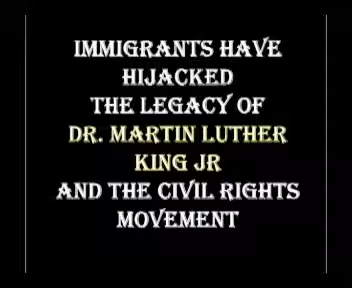 IMMIGRANTS HAVE
HIJACKED
THE LEGACY OF
DR. MARTIN LUTHER
KING JR
AND THE CIVIL RIGHTS
MOVEMENT